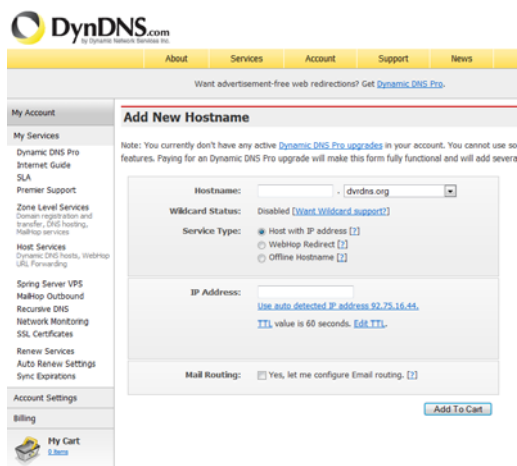 DynDNS.com
by Dynamic Network Services Inc.
About Services Account Support News
Want advertisement-free web redirections? Get Dynamic DNS Pro.
My Account
My Services
Dynamic DNS Pro
Internet Guide
SLA
Premier Support
Zone Level Services
Domain registration and
transfer, DNS hosting,
MailHop services
Host Services
Dynamic DNS hosts, WebHop
URL Forwarding
Spring Server VPS
MailHop Outbound
Recursive DNS
Network Monitoring
SSL Certificates
Renew Services
Auto Renew Settings
Sync Expirations
Account Settings
Billing
My Cart
0 items
Add New Hostname
Note: You currently don't have any active Dynamic DNS Pro upgrades in your account. You cannot use so
features. Paying for an Dynamic DNS Pro upgrade will make this form fully functional and will add severa
Hostname: . dvrdns.org
Wildcard Status: Disabled [Want Wildcard support?]
Service Type: Host with IP address [?]
WebHop Redirect [?]
Offline Hostname [?]
IP Address:
Use auto detected IP address 92.75.16.44.
TTL value is 60 seconds. Edit TTL.
Mail Routing: Yes, let me configure Email routing. [?]
Add To Cart